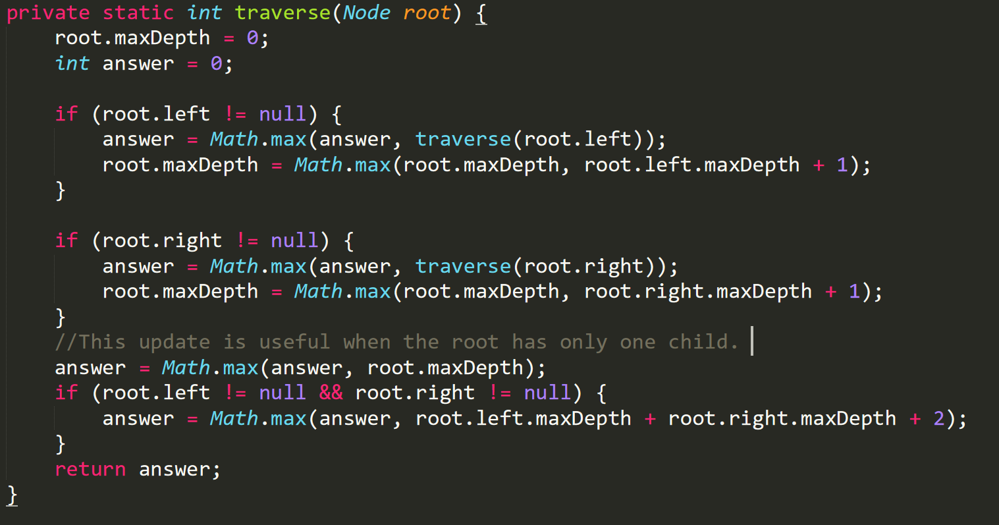 private static int traverse(Node root) {
    root.maxDepth = 0;
    int answer = 0;

    if (root.left != null) {
        answer = Math.max(answer, traverse(root.left));
        root.maxDepth = Math.max(root.maxDepth, root.left.maxDepth + 1);
    }

    if (root.right != null) {
        answer = Math.max(answer, traverse(root.right));
        root.maxDepth = Math.max(root.maxDepth, root.right.maxDepth + 1);
    }
    //This update is useful when the root has only one child.
    answer = Math.max(answer, root.maxDepth);
    if (root.left != null && root.right != null) {
        answer = Math.max(answer, root.left.maxDepth + root.right.maxDepth + 2);
    }
    return answer;
}